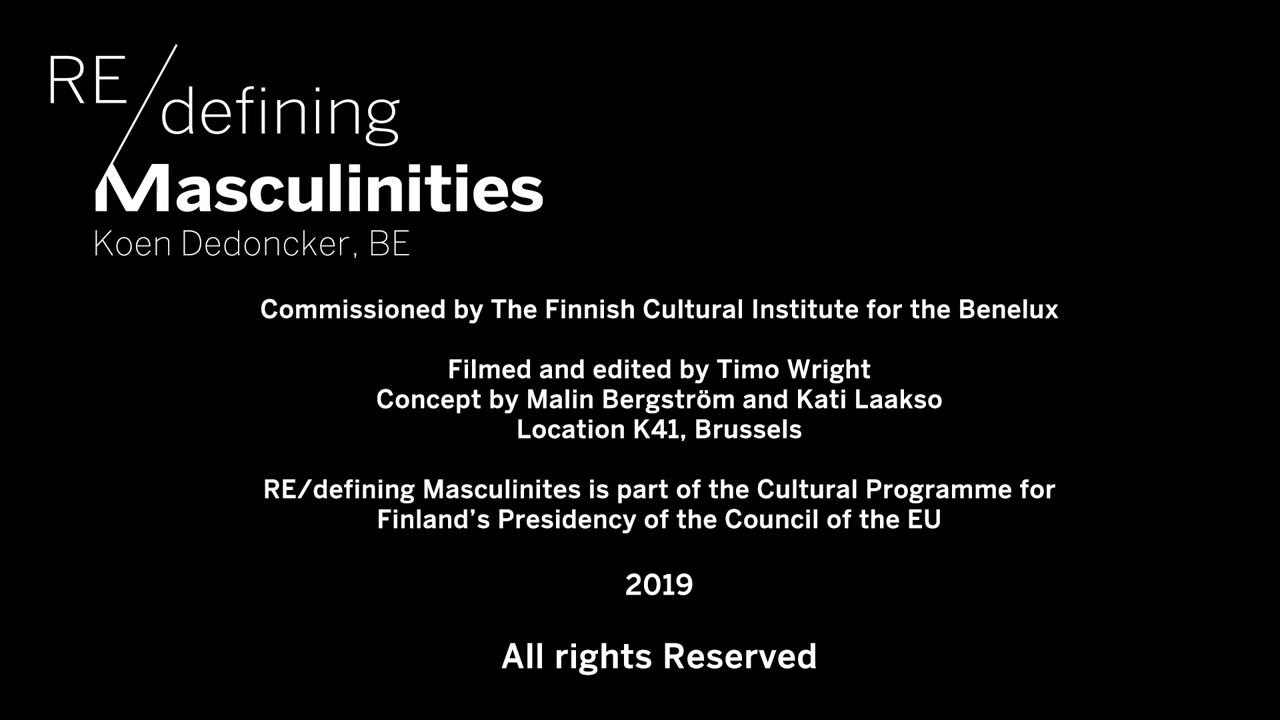 RE/defining
Masculinities
Koen Dedoncker, BE
Commissioned by The Finnish Cultural Institute for the Benelux
Filmed and edited by Timo Wright
Concept by Malin Bergström and Kati Laakso
Location K41, Brussels
RE/defining Masculinites is part of the Cultural Programme for
Finland’s Presidency of the Council of the EU
2019
All rights Reserved